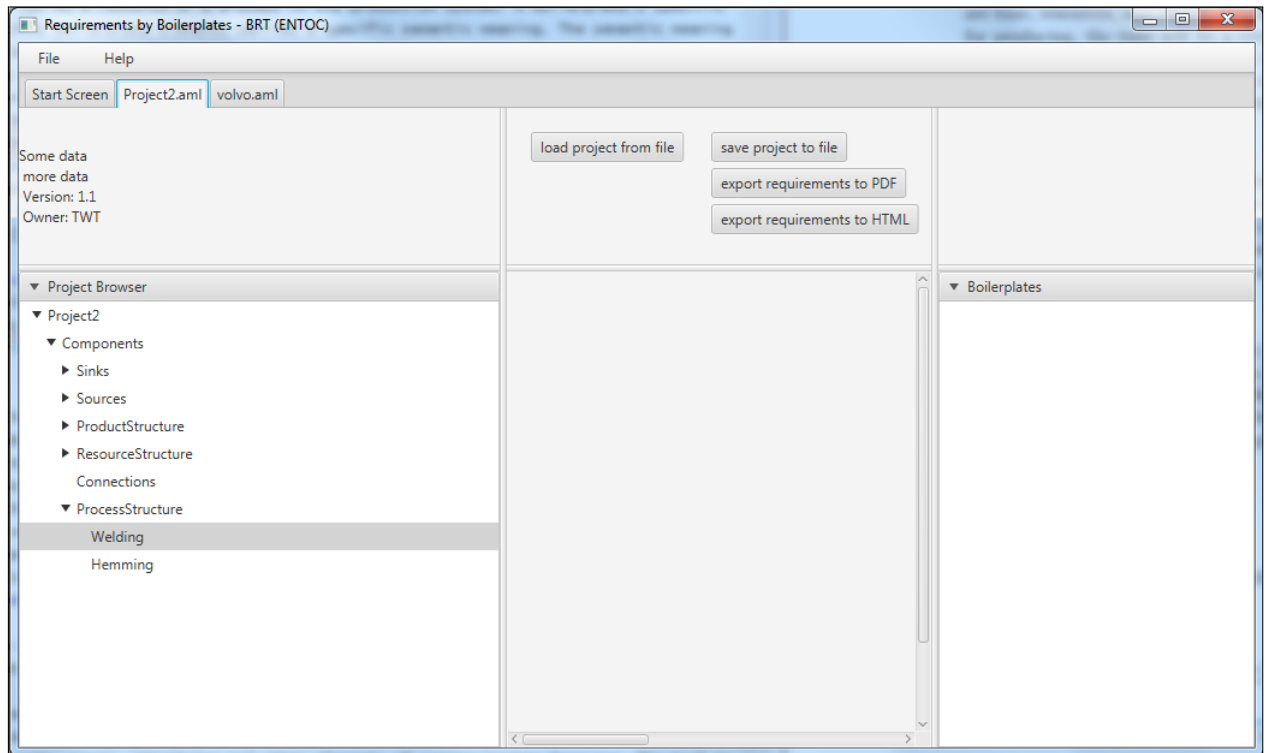 Requirements by Boilerplates - BRT (ENTOC)
File Help
Start Screen Project2.aml volvo.aml
Some data
more data
Version: 1.1
Owner: TWT
load project from file save project to file
export requirements to PDF
export requirements to HTML
Project Browser
Boilerplates
Project2
Components
Sinks
Sources
ProductStructure
ResourceStructure
Connections
ProcessStructure
Welding
Hemming